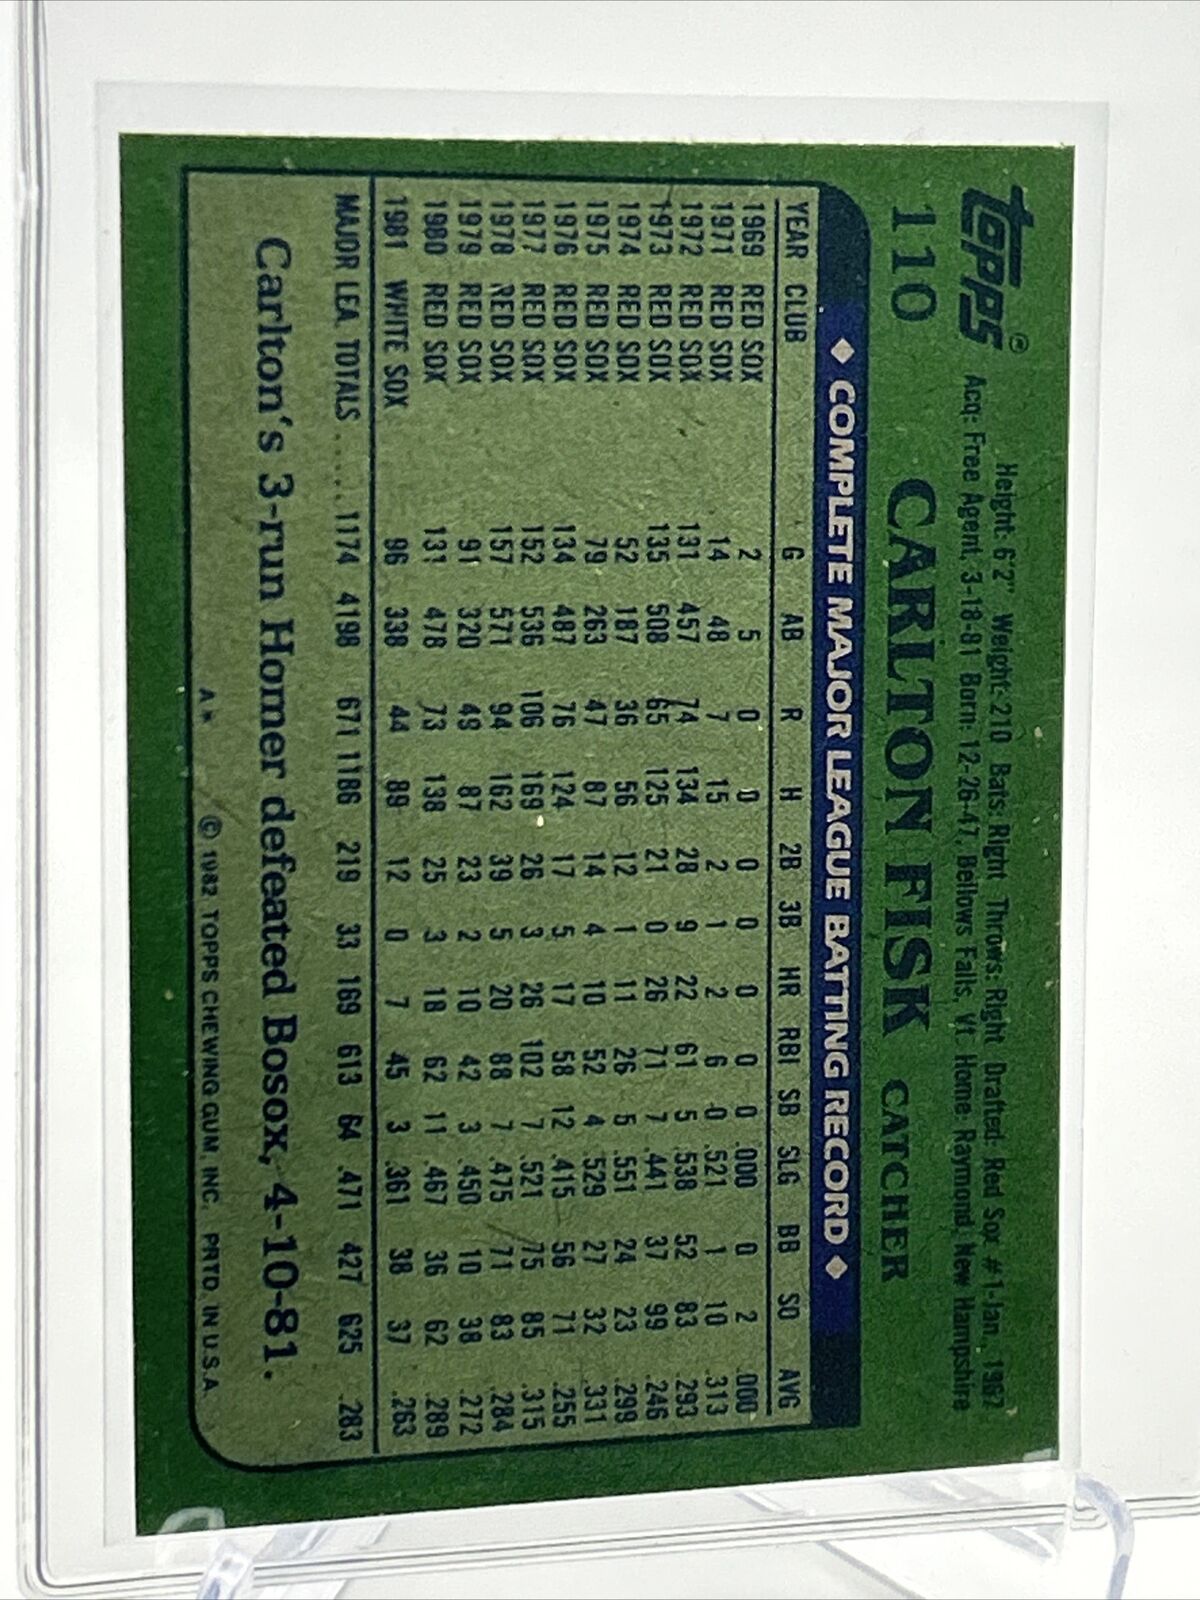 Topps®
Height: 6'2" Weight: 210 Bats: Right Throws: Right Drafted: Red Sox #1-Jan. 1967
Acq: Free Agent, 3-18-81 Born: 12-26-47, Bellows Falls, Vt. Home: Raymond, New Hampshire
110 CARLTON FISK CATCHER
♦ COMPLETE MAJOR LEAGUE BATTING RECORD ♦
YEAR CLUB G AB R H 2B 3B HR RBI SB SLG BB SO AVG
1969 RED SOX 2 5 0 0 0 0 0 0 0 .000 0 2 .000
1971 RED SOX 14 48 7 15 2 1 2 6 0 .521 1 10 .313
1972 RED SOX 131 457 74 134 28 9 22 61 5 .538 52 83 .293
1973 RED SOX 135 508 65 125 21 0 26 71 7 .441 37 99 .246
1974 RED SOX 52 187 36 56 12 1 11 26 5 .551 24 23 .299
1975 RED SOX 79 263 47 87 14 4 10 52 4 .529 27 32 .331
1976 RED SOX 134 487 76 124 17 5 17 58 12 .415 56 71 .255
1977 RED SOX 152 536 106 169 26 3 26 102 7 .521 75 85 .315
1978 RED SOX 157 571 94 162 39 5 20 88 7 .475 71 83 .284
1979 RED SOX 91 320 49 87 23 2 10 42 3 .450 10 38 .272
1980 RED SOX 131 478 73 138 25 3 18 62 11 .467 36 62 .289
1981 WHITE SOX 96 338 44 89 12 0 7 45 3 .361 38 37 .263
MAJOR LEA. TOTALS ...... 1174 4198 671 1186 219 33 169 613 64 .471 427 625 .283
Carlton's 3-run Homer defeated Bosox, 4-10-81.
A* © 1982 TOPPS CHEWING GUM, INC. PRTD. IN U.S.A.